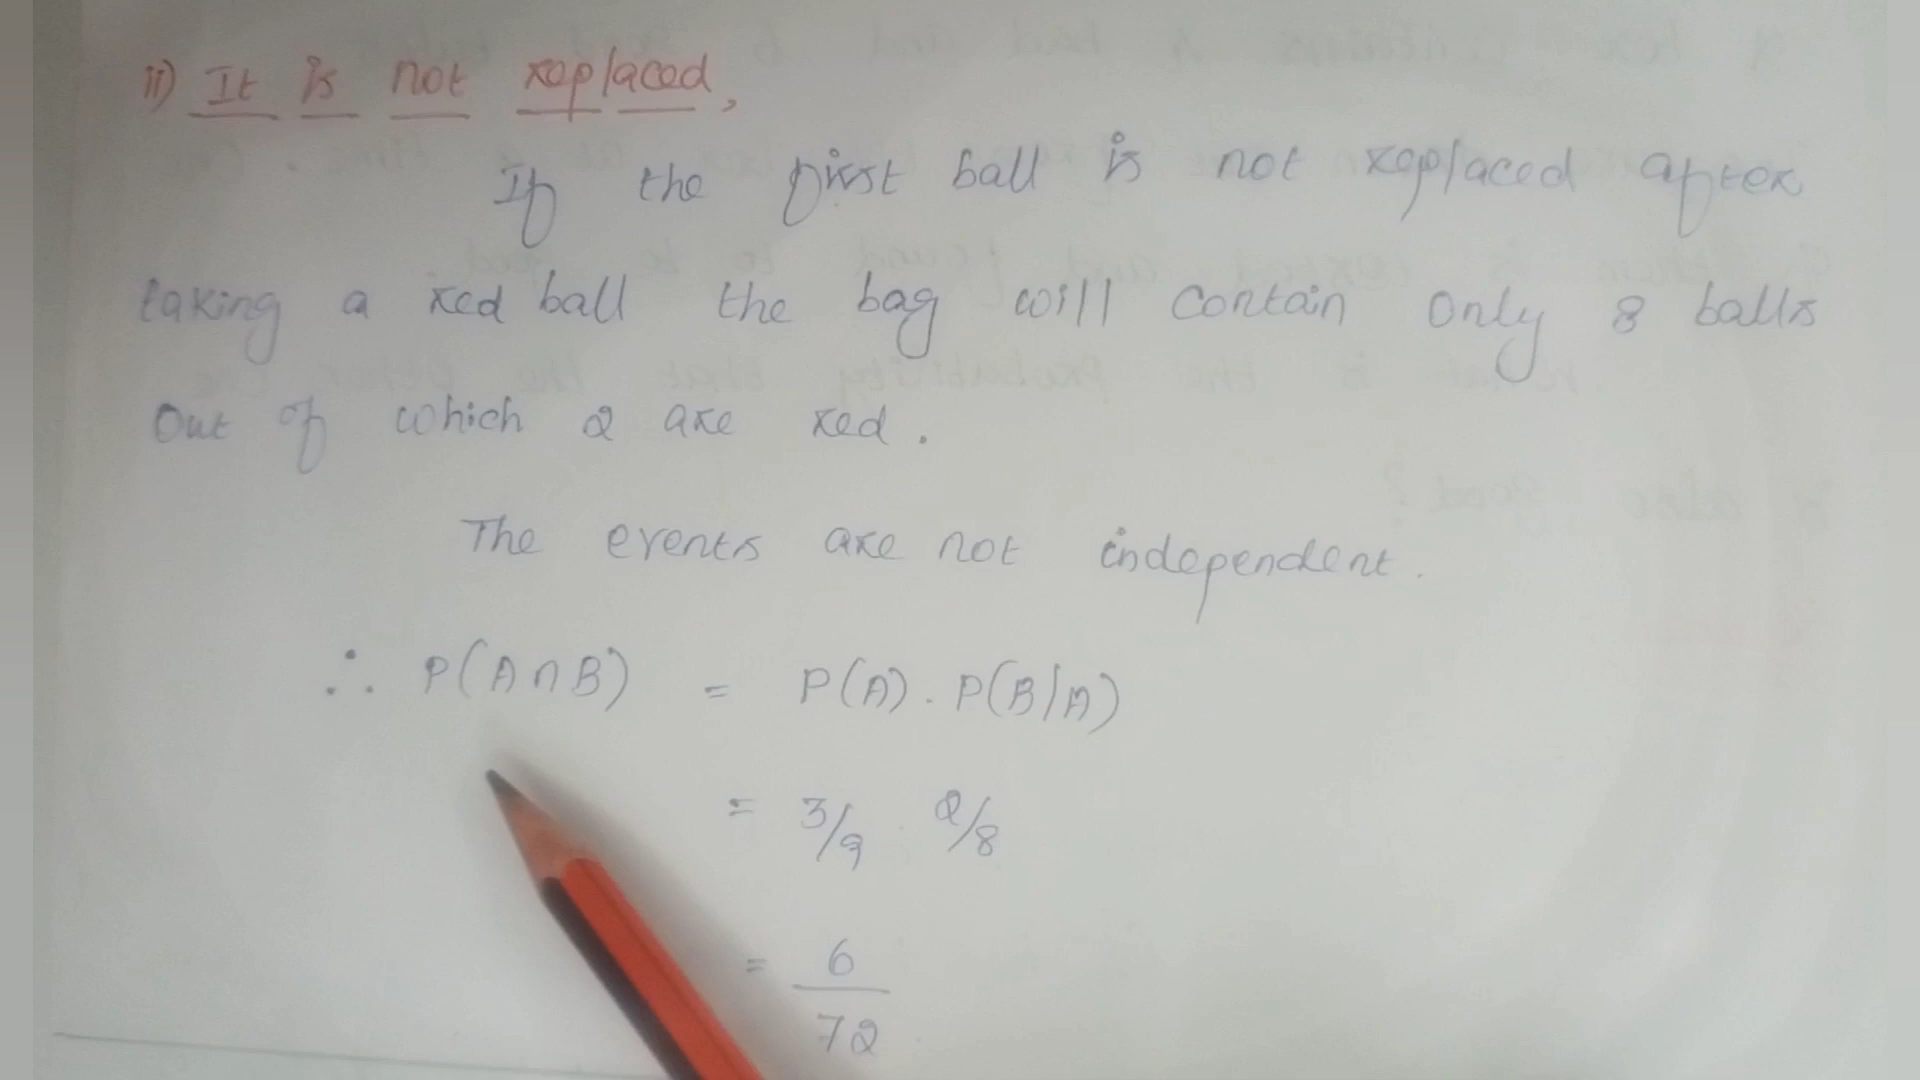 ii) It is not replaced,
If the first ball is not replaced after
taking a red ball the bag will contain only 8 balls
out of which 2 are red.
The events are not independent.
∴ P(A∩B) = P(A). P(B/A)
= 3/9 . 2/8
= 6/72